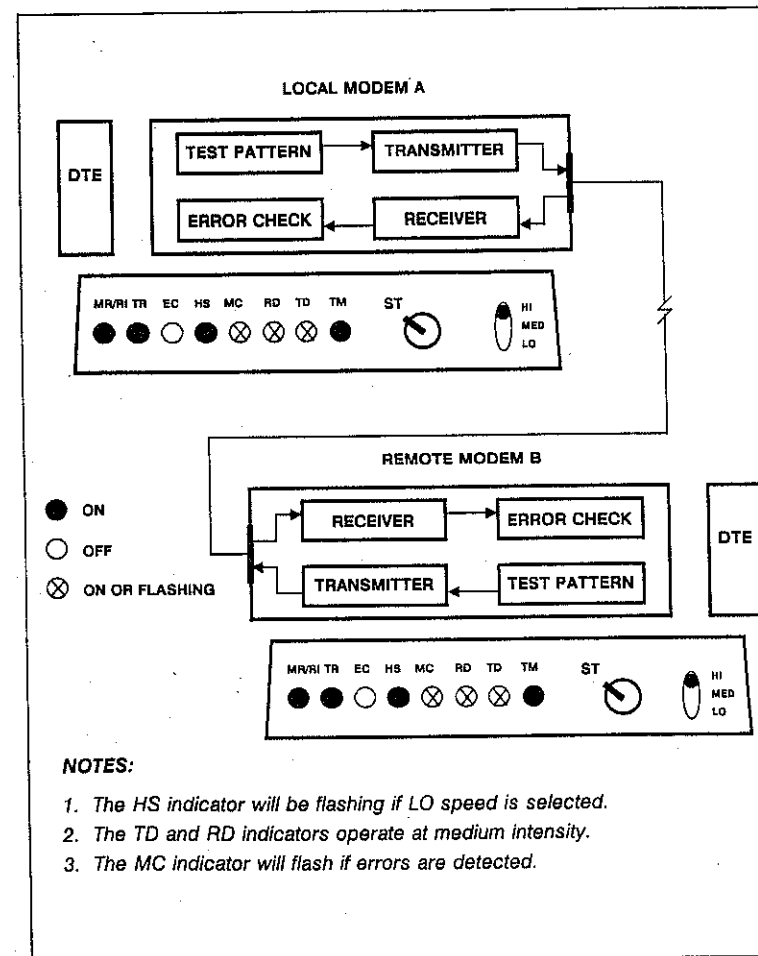 LOCAL MODEM A
DTE
TEST PATTERN
TRANSMITTER
ERROR CHECK
RECEIVER
MR/RI TR EC HS MC RD TD TM
ST
HI
MED
LO
REMOTE MODEM B
ON
OFF
ON OR FLASHING
RECEIVER
ERROR CHECK
TRANSMITTER
TEST PATTERN
DTE
MR/RI TR EC HS MC RD TD TM
ST
HI
MED
LO
NOTES:
1. The HS indicator will be flashing if LO speed is selected.
2. The TD and RD indicators operate at medium intensity.
3. The MC indicator will flash if errors are detected.